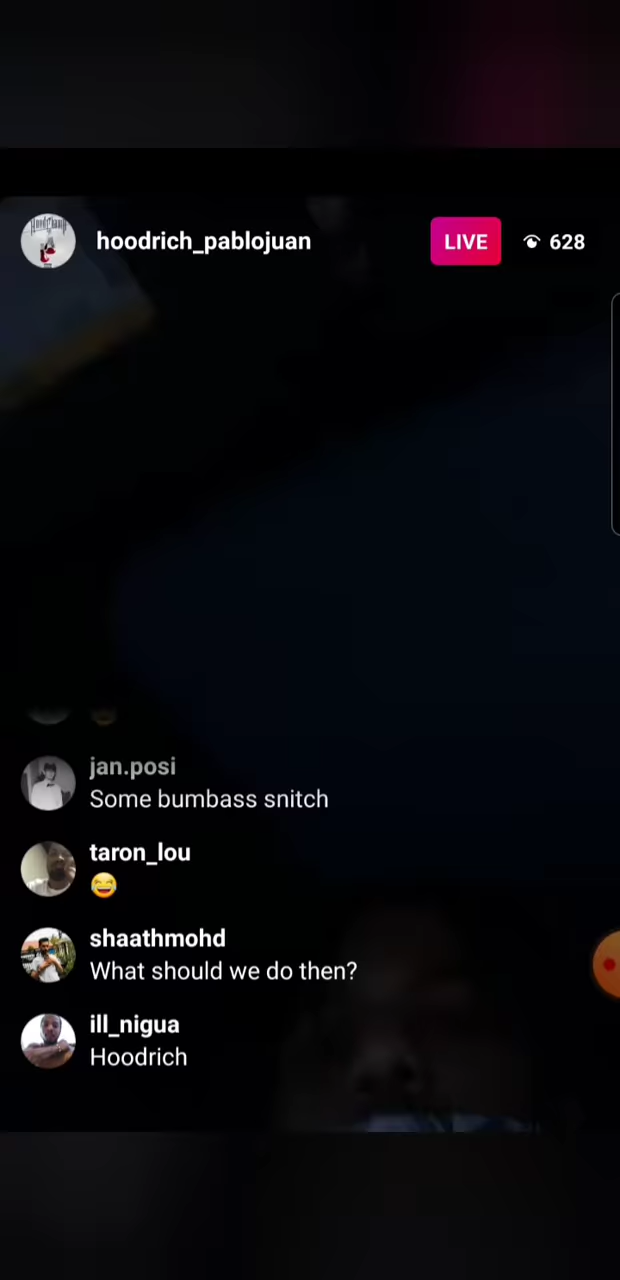 hoodrich_pablojuan
LIVE
628
jan.posi
Some bumbass snitch
taron_lou
😂
shaathmohd
What should we do then?
ill_nigua
Hoodrich